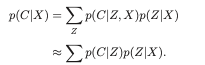 p(C|X) = ∑_Z p(C|Z, X)p(Z|X)
≈ ∑ p(C|Z)p(Z|X).